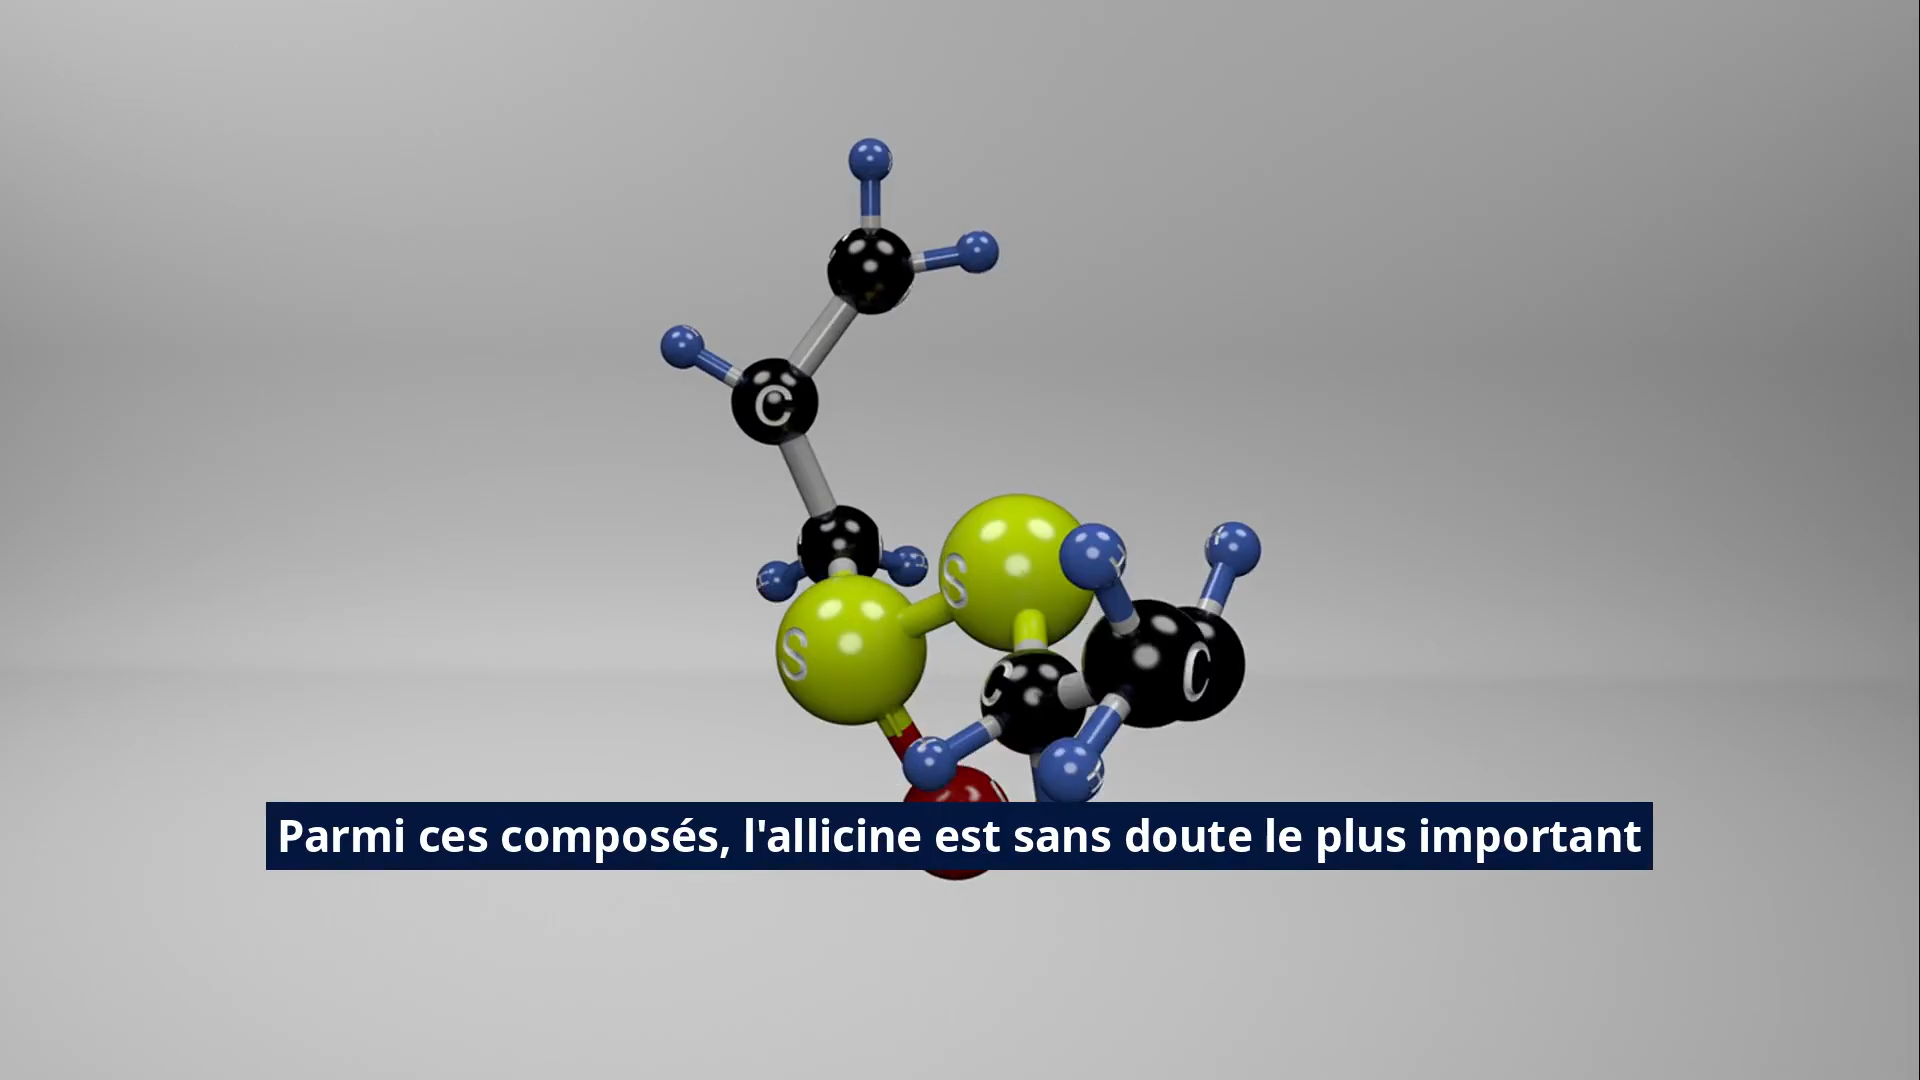 C
S
S
C
C
Parmi ces composés, l'allicine est sans doute le plus important